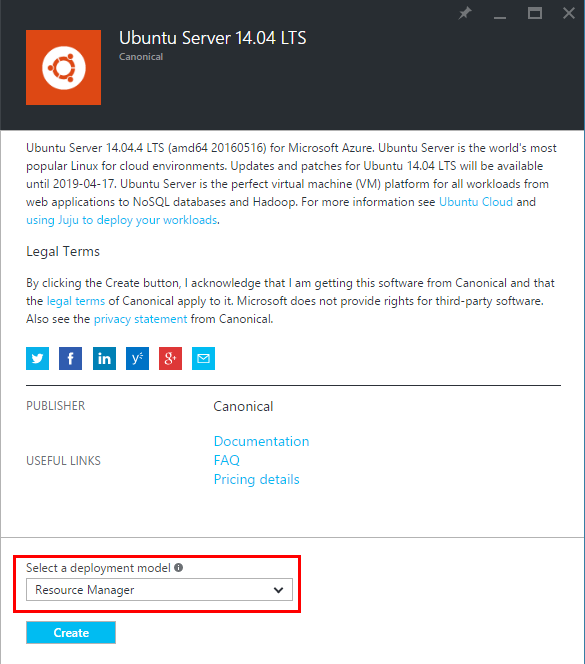 Ubuntu Server 14.04 LTS
Canonical
Ubuntu Server 14.04.4 LTS (amd64 20160516) for Microsoft Azure. Ubuntu Server is the world's most
popular Linux for cloud environments. Updates and patches for Ubuntu 14.04 LTS will be available
until 2019-04-17. Ubuntu Server is the perfect virtual machine (VM) platform for all workloads from
web applications to NoSQL databases and Hadoop. For more information see Ubuntu Cloud and
using Juju to deploy your workloads.
Legal Terms
By clicking the Create button, I acknowledge that I am getting this software from Canonical and that
the legal terms of Canonical apply to it. Microsoft does not provide rights for third-party software.
Also see the privacy statement from Canonical.
PUBLISHER Canonical
Documentation
USEFUL LINKS FAQ
Pricing details
Select a deployment model
Resource Manager
Create